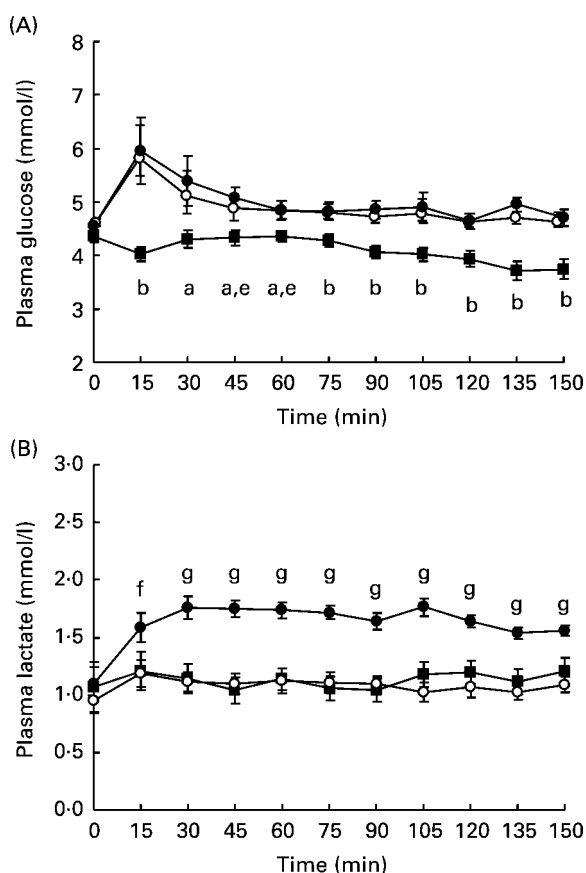 (A)
8
7
6
5
4
3
2
Plasma glucose (mmol/l)
b a a,e a,e b b b b b b
0 15 30 45 60 75 90 105 120 135 150
Time (min)
(B)
3·0
2·5
2·0
1·5
1·0
0·5
0·0
Plasma lactate (mmol/l)
f g g g g g g g g g
0 15 30 45 60 75 90 105 120 135 150
Time (min)